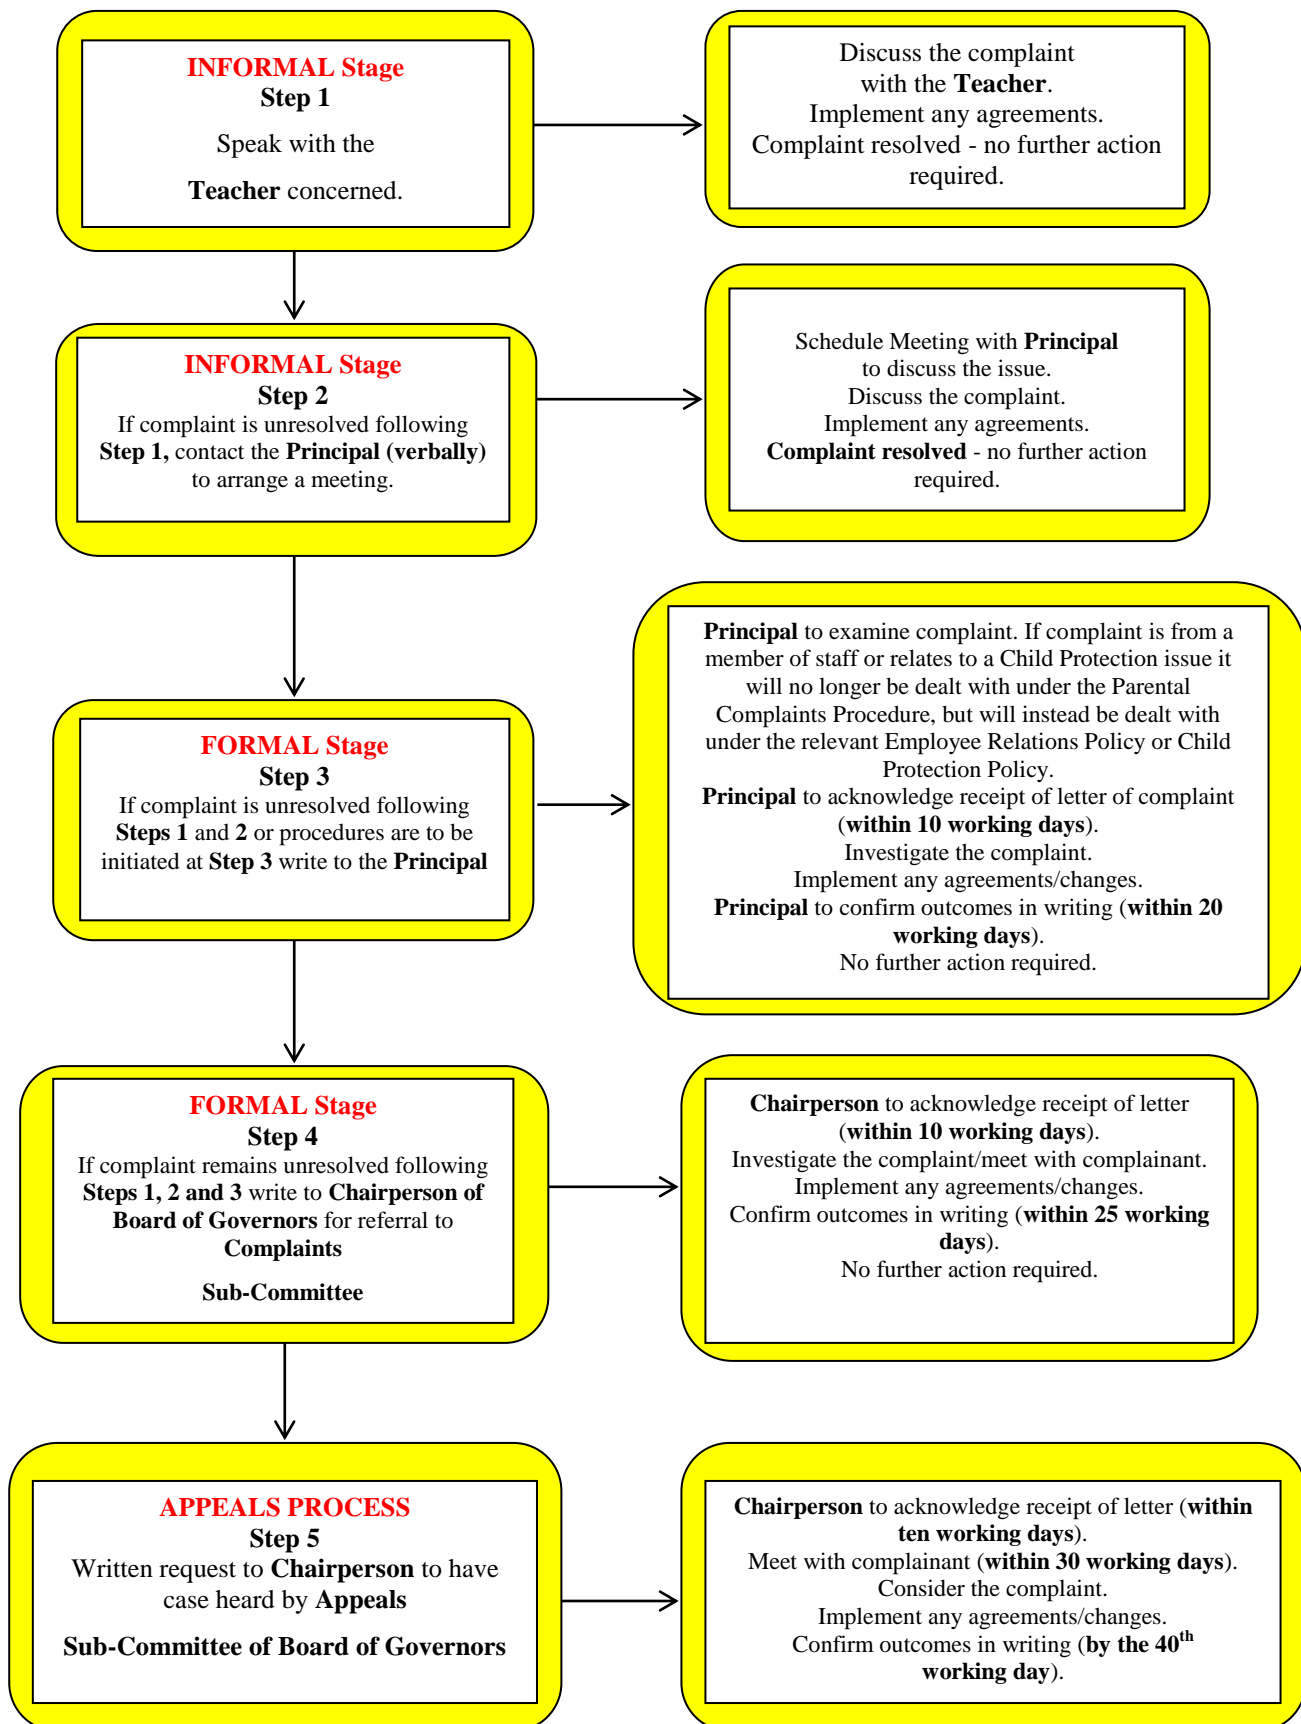 INFORMAL Stage
Step 1
Speak with the
Teacher concerned.
Discuss the complaint
with the Teacher.
Implement any agreements.
Complaint resolved - no further action
required.
INFORMAL Stage
Step 2
If complaint is unresolved following
Step 1, contact the Principal (verbally)
to arrange a meeting.
Schedule Meeting with Principal
to discuss the issue.
Discuss the complaint.
Implement any agreements.
Complaint resolved - no further action
required.
FORMAL Stage
Step 3
If complaint is unresolved following
Steps 1 and 2 or procedures are to be
initiated at Step 3 write to the Principal
Principal to examine complaint. If complaint is from a
member of staff or relates to a Child Protection issue it
will no longer be dealt with under the Parental
Complaints Procedure, but will instead be dealt with
under the relevant Employee Relations Policy or Child
Protection Policy.
Principal to acknowledge receipt of letter of complaint
(within 10 working days).
Investigate the complaint.
Implement any agreements/changes.
Principal to confirm outcomes in writing (within 20
working days).
No further action required.
FORMAL Stage
Step 4
If complaint remains unresolved following
Steps 1, 2 and 3 write to Chairperson of
Board of Governors for referral to
Complaints
Sub-Committee
Chairperson to acknowledge receipt of letter
(within 10 working days).
Investigate the complaint/meet with complainant.
Implement any agreements/changes.
Confirm outcomes in writing (within 25 working
days).
No further action required.
APPEALS PROCESS
Step 5
Written request to Chairperson to have
case heard by Appeals
Sub-Committee of Board of Governors
Chairperson to acknowledge receipt of letter (within
ten working days).
Meet with complainant (within 30 working days).
Consider the complaint.
Implement any agreements/changes.
Confirm outcomes in writing (by the 40th
working day).